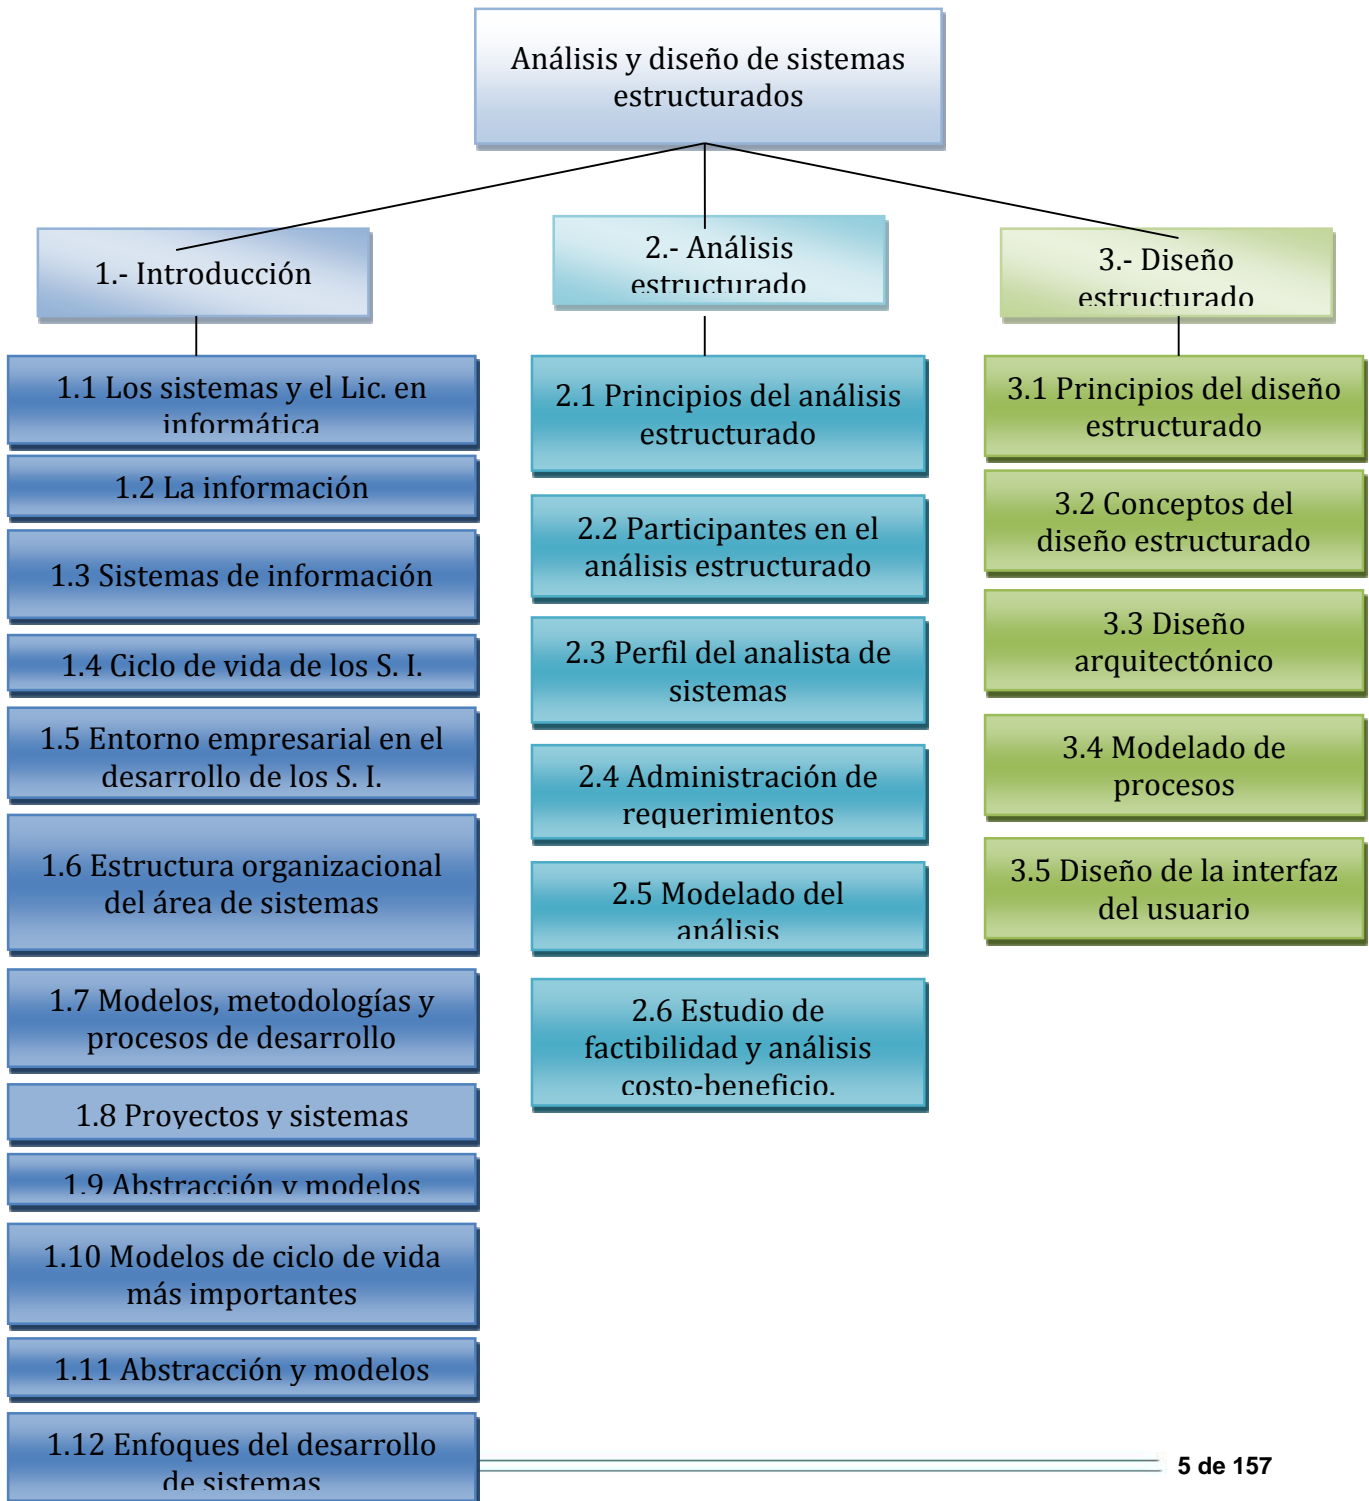 Análisis y diseño de sistemas
estructurados
1.- Introducción
2.- Análisis
estructurado
3.- Diseño
estructurado
1.1 Los sistemas y el Lic. en
informática
1.2 La información
1.3 Sistemas de información
1.4 Ciclo de vida de los S. I.
1.5 Entorno empresarial en el
desarrollo de los S. I.
1.6 Estructura organizacional
del área de sistemas
1.7 Modelos, metodologías y
procesos de desarrollo
1.8 Proyectos y sistemas
1.9 Abstracción y modelos
1.10 Modelos de ciclo de vida
más importantes
1.11 Abstracción y modelos
1.12 Enfoques del desarrollo
de sistemas
2.1 Principios del análisis
estructurado
2.2 Participantes en el
análisis estructurado
2.3 Perfil del analista de
sistemas
2.4 Administración de
requerimientos
2.5 Modelado del
análisis
2.6 Estudio de
factibilidad y análisis
costo-beneficio.
3.1 Principios del diseño
estructurado
3.2 Conceptos del
diseño estructurado
3.3 Diseño
arquitectónico
3.4 Modelado de
procesos
3.5 Diseño de la interfaz
del usuario
5 de 157